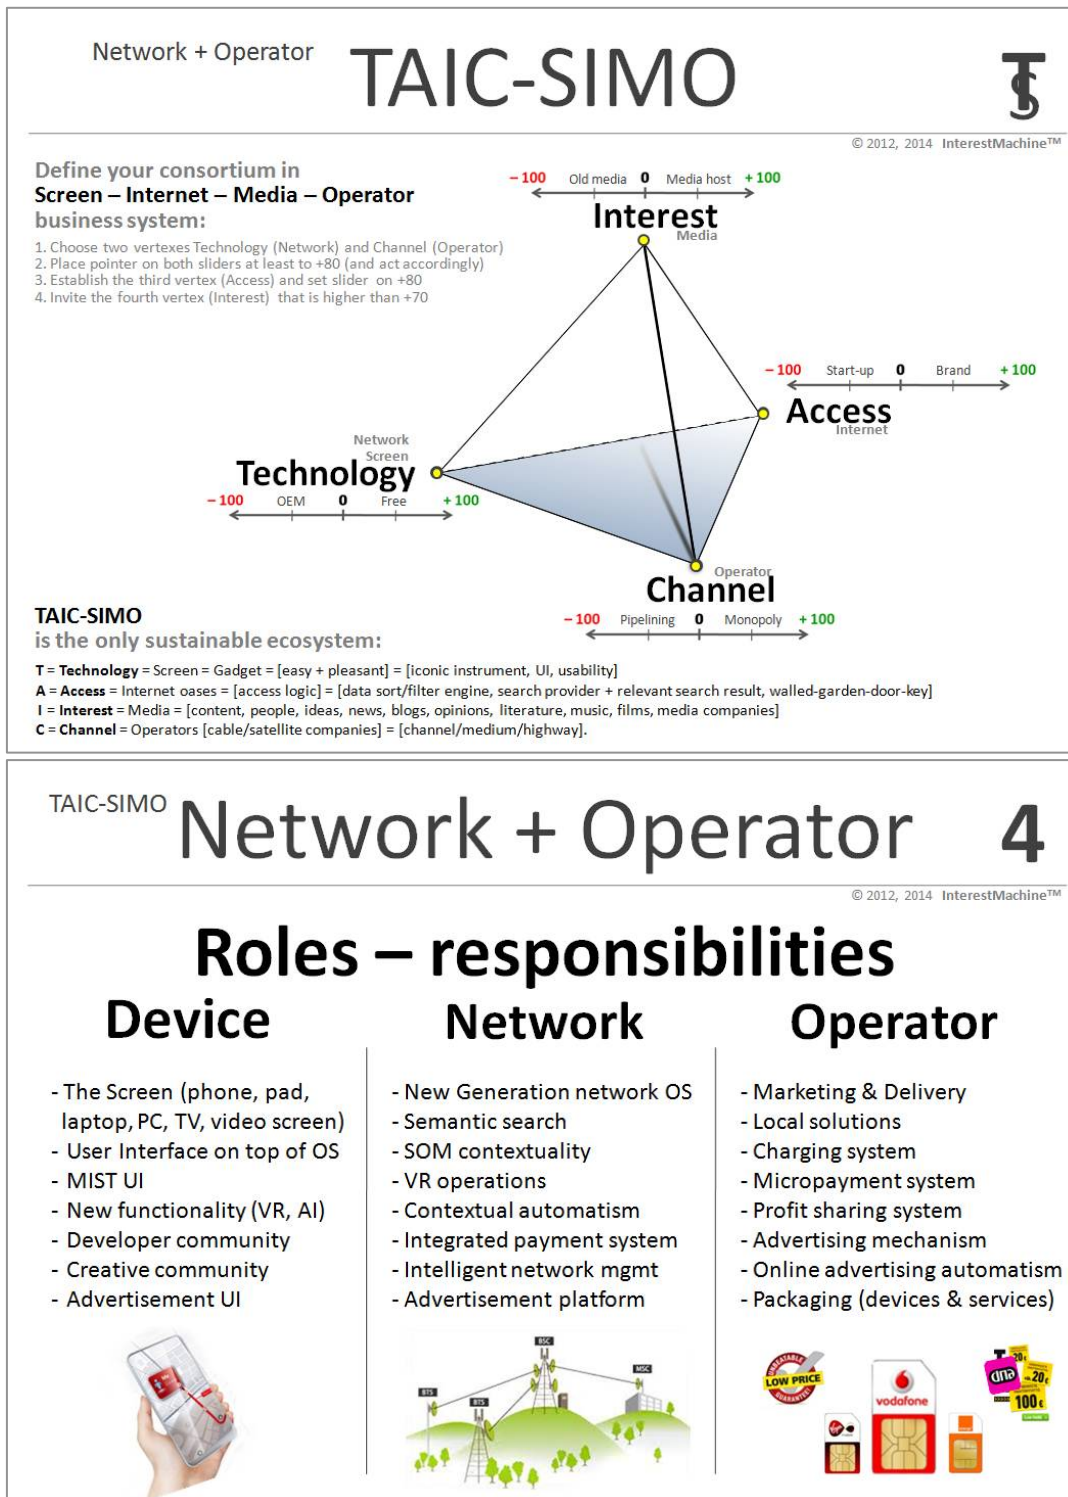 Network + Operator TAIC-SIMO TS
© 2012, 2014 InterestMachine™
Define your consortium in
Screen – Internet – Media – Operator
business system:
1. Choose two vertexes Technology (Network) and Channel (Operator)
2. Place pointer on both sliders at least to +80 (and act accordingly)
3. Establish the third vertex (Access) and set slider on +80
4. Invite the fourth vertex (Interest) that is higher than +70
– 100 Old media 0 Media host + 100
Interest
Media
– 100 Start-up 0 Brand + 100
Access
Internet
Network
Screen
Technology
– 100 OEM 0 Free + 100
Operator
Channel
– 100 Pipelining 0 Monopoly + 100
TAIC-SIMO
is the only sustainable ecosystem:
T = Technology = Screen = Gadget = [easy + pleasant] = [iconic instrument, UI, usability]
A = Access = Internet oases = [access logic] = [data sort/filter engine, search provider + relevant search result, walled-garden-door-key]
I = Interest = Media = [content, people, ideas, news, blogs, opinions, literature, music, films, media companies]
C = Channel = Operators [cable/satellite companies] = [channel/medium/highway].
TAIC-SIMO Network + Operator 4
© 2012, 2014 InterestMachine™
Roles – responsibilities
Device
- The Screen (phone, pad,
laptop, PC, TV, video screen)
- User Interface on top of OS
- MIST UI
- New functionality (VR, AI)
- Developer community
- Creative community
- Advertisement UI
Network
- New Generation network OS
- Semantic search
- SOM contextuality
- VR operations
- Contextual automatism
- Integrated payment system
- Intelligent network mgmt
- Advertisement platform
BSC
MSC
BTS
BTS
Operator
- Marketing & Delivery
- Local solutions
- Charging system
- Micropayment system
- Profit sharing system
- Advertising mechanism
- Online advertising automatism
- Packaging (devices & services)
UNBEATABLE
LOW PRICE
GUARANTEE!
vodafone
dna
20€
20€
100€